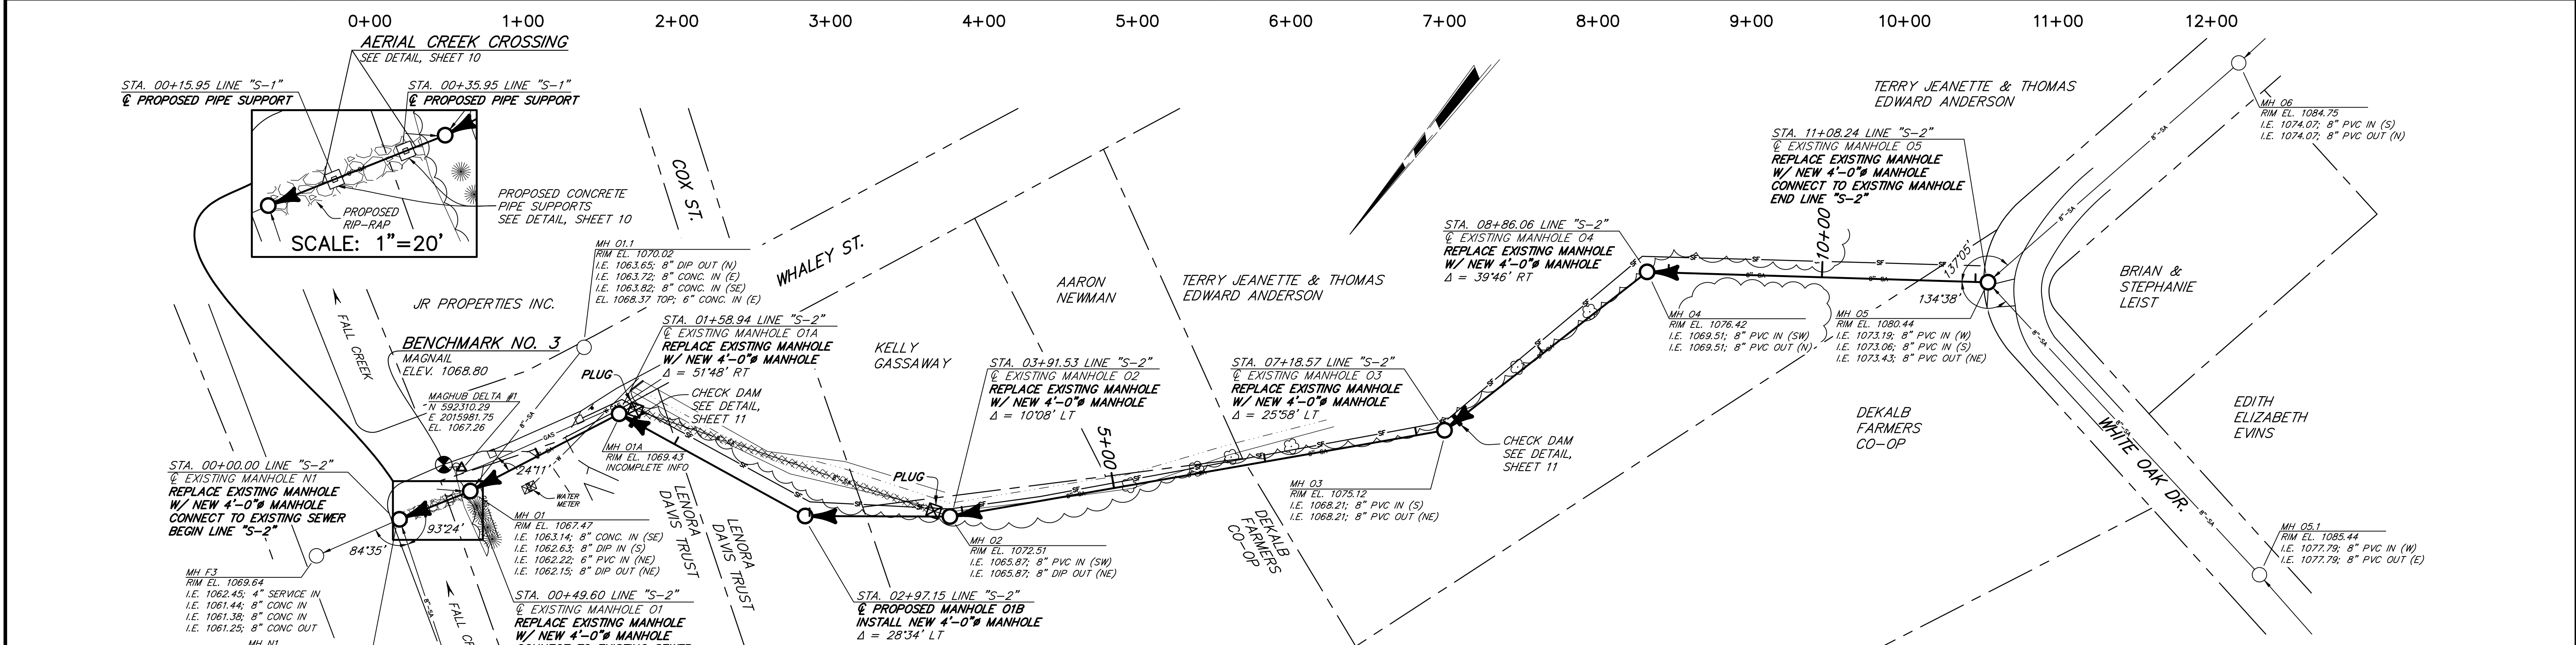 0+00 1+00 2+00 3+00 4+00 5+00 6+00 7+00 8+00 9+00 10+00 11+00 12+00
AERIAL CREEK CROSSING
SEE DETAIL, SHEET 10
STA. 00+15.95 LINE "S-1"
℄ PROPOSED PIPE SUPPORT
STA. 00+35.95 LINE "S-1"
℄ PROPOSED PIPE SUPPORT
PROPOSED CONCRETE
PIPE SUPPORTS
SEE DETAIL, SHEET 10
PROPOSED
RIP-RAP
SCALE: 1"=20'
COX ST.
WHALEY ST.
MH 01.1
RIM EL. 1070.02
I.E. 1063.65; 8" DIP OUT (N)
I.E. 1063.72; 8" CONC. IN (E)
I.E. 1063.82; 8" CONC. IN (SE)
EL. 1068.37 TOP; 6" CONC. IN (E)
JR PROPERTIES INC.
FALL CREEK
BENCHMARK NO. 3
MAGNAIL
ELEV. 1068.80
MAGHUB DELTA #1
N 592310.29
E 2015981.75
EL. 1067.26
STA. 01+58.94 LINE "S-2"
℄ EXISTING MANHOLE 01A
REPLACE EXISTING MANHOLE
W/ NEW 4'-0"ø MANHOLE
Δ = 51°48' RT
PLUG
CHECK DAM
SEE DETAIL,
SHEET 11
MH 01A
RIM EL. 1069.43
INCOMPLETE INFO
GAS
8"-SA
24°11'
W
WATER
METER
STA. 00+00.00 LINE "S-2"
℄ EXISTING MANHOLE N1
REPLACE EXISTING MANHOLE
W/ NEW 4'-0"ø MANHOLE
CONNECT TO EXISTING SEWER
BEGIN LINE "S-2"
93°24'
84°35'
MH F3
RIM EL. 1069.64
I.E. 1062.45; 4" SERVICE IN
I.E. 1061.44; 8" CONC IN
I.E. 1061.38; 8" CONC IN
I.E. 1061.25; 8" CONC OUT
MH N1
8"-SA
FALL CR
MH 01
RIM EL. 1067.47
I.E. 1063.14; 8" CONC. IN (SE)
I.E. 1062.63; 8" DIP IN (S)
I.E. 1062.22; 6" PVC IN (NE)
I.E. 1062.15; 8" DIP OUT (NE)
STA. 00+49.60 LINE "S-2"
℄ EXISTING MANHOLE 01
REPLACE EXISTING MANHOLE
W/ NEW 4'-0"ø MANHOLE
CONNECT TO EXISTING SEWER
LENORA
DAVIS TRUST
LENORA
DAVIS TRUST
KELLY
GASSAWAY
STA. 02+97.15 LINE "S-2"
℄ PROPOSED MANHOLE 01B
INSTALL NEW 4'-0"ø MANHOLE
Δ = 28°34' LT
STA. 03+91.53 LINE "S-2"
℄ EXISTING MANHOLE 02
REPLACE EXISTING MANHOLE
W/ NEW 4'-0"ø MANHOLE
Δ = 10°08' LT
PLUG
5+00
MH 02
RIM EL. 1072.51
I.E. 1065.87; 8" PVC IN (SW)
I.E. 1065.87; 8" DIP OUT (NE)
AARON
NEWMAN
TERRY JEANETTE & THOMAS
EDWARD ANDERSON
STA. 07+18.57 LINE "S-2"
℄ EXISTING MANHOLE 03
REPLACE EXISTING MANHOLE
W/ NEW 4'-0"ø MANHOLE
Δ = 25°58' LT
MH 03
RIM EL. 1075.12
I.E. 1068.21; 8" PVC IN (S)
I.E. 1068.21; 8" PVC OUT (NE)
CHECK DAM
SEE DETAIL,
SHEET 11
DEKALB
FARMERS
CO-OP
STA. 08+86.06 LINE "S-2"
℄ EXISTING MANHOLE 04
REPLACE EXISTING MANHOLE
W/ NEW 4'-0"ø MANHOLE
Δ = 39°46' RT
MH 04
RIM EL. 1076.42
I.E. 1069.51; 8" PVC IN (SW)
I.E. 1069.51; 8" PVC OUT (N)
10+00
SF
8"-SA
TERRY JEANETTE & THOMAS
EDWARD ANDERSON
STA. 11+08.24 LINE "S-2"
℄ EXISTING MANHOLE 05
REPLACE EXISTING MANHOLE
W/ NEW 4'-0"ø MANHOLE
CONNECT TO EXISTING MANHOLE
END LINE "S-2"
137°05'
134°38'
MH 05
RIM EL. 1080.44
I.E. 1073.19; 8" PVC IN (W)
I.E. 1073.06; 8" PVC IN (S)
I.E. 1073.43; 8" PVC OUT (NE)
DEKALB
FARMERS
CO-OP
MH 06
RIM EL. 1084.75
I.E. 1074.07; 8" PVC IN (S)
I.E. 1074.07; 8" PVC OUT (N)
8"-SA
8"-SA
BRIAN &
STEPHANIE
LEIST
8"-SA
WHITE OAK DR.
8"-SA
EDITH
ELIZABETH
EVINS
MH 05.1
RIM EL. 1085.44
I.E. 1077.79; 8" PVC IN (W)
I.E. 1077.79; 8" PVC OUT (E)